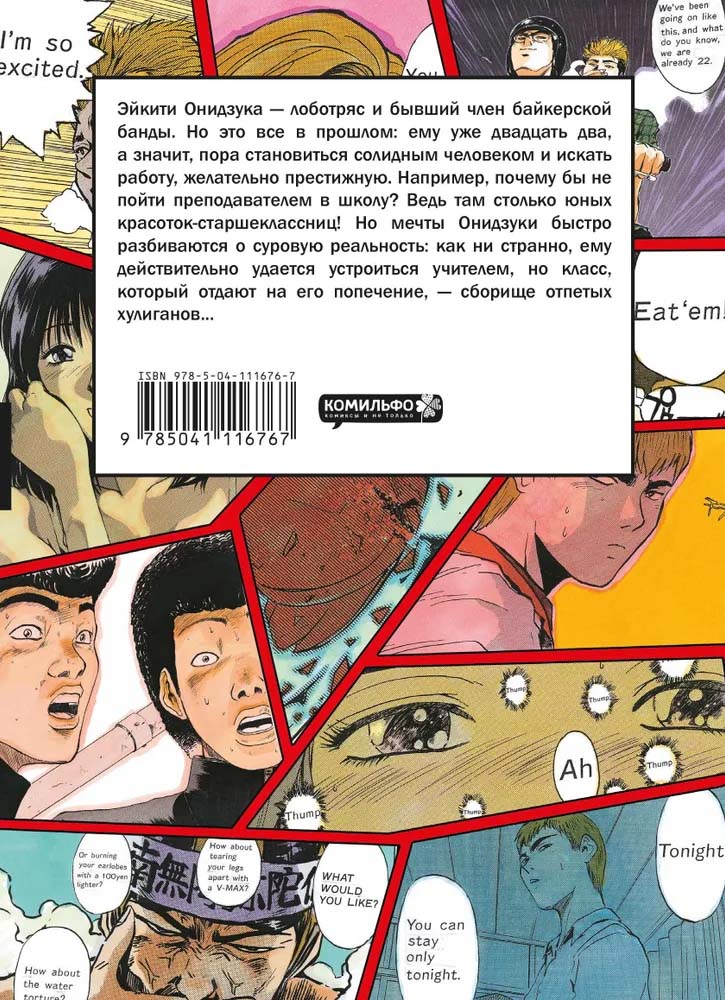 I'm so
excited.
You
We've been
going on like
this, and what
do you know,
we are
already 22.
Эйкити Онидзука — лоботряс и бывший член байкерской
банды. Но это все в прошлом: ему уже двадцать два,
а значит, пора становиться солидным человеком и искать
работу, желательно престижную. Например, почему бы не
пойти преподавателем в школу? Ведь там столько юных
красоток-старшеклассниц! Но мечты Онидзуки быстро
разбиваются о суровую реальность: как ни странно, ему
действительно удается устроиться учителем, но класс,
который отдают на его попечение, — сборище отпетых
хулиганов...
Eat 'em!
ISBN 978-5-04-111676-7
9 785041 116767
КОМИЛЬФО
комиксы и не только
Thump
Thump
Thump
Ah
Thump
Thump
Thump
Or burning
your earlobes
with a 100yen
lighter?
How about
tearing
your legs
apart with
a V-MAX?
WHAT
WOULD
YOU LIKE?
南無
陀
How about
the water
torture?
You can
stay
only
tonight.
Tonight